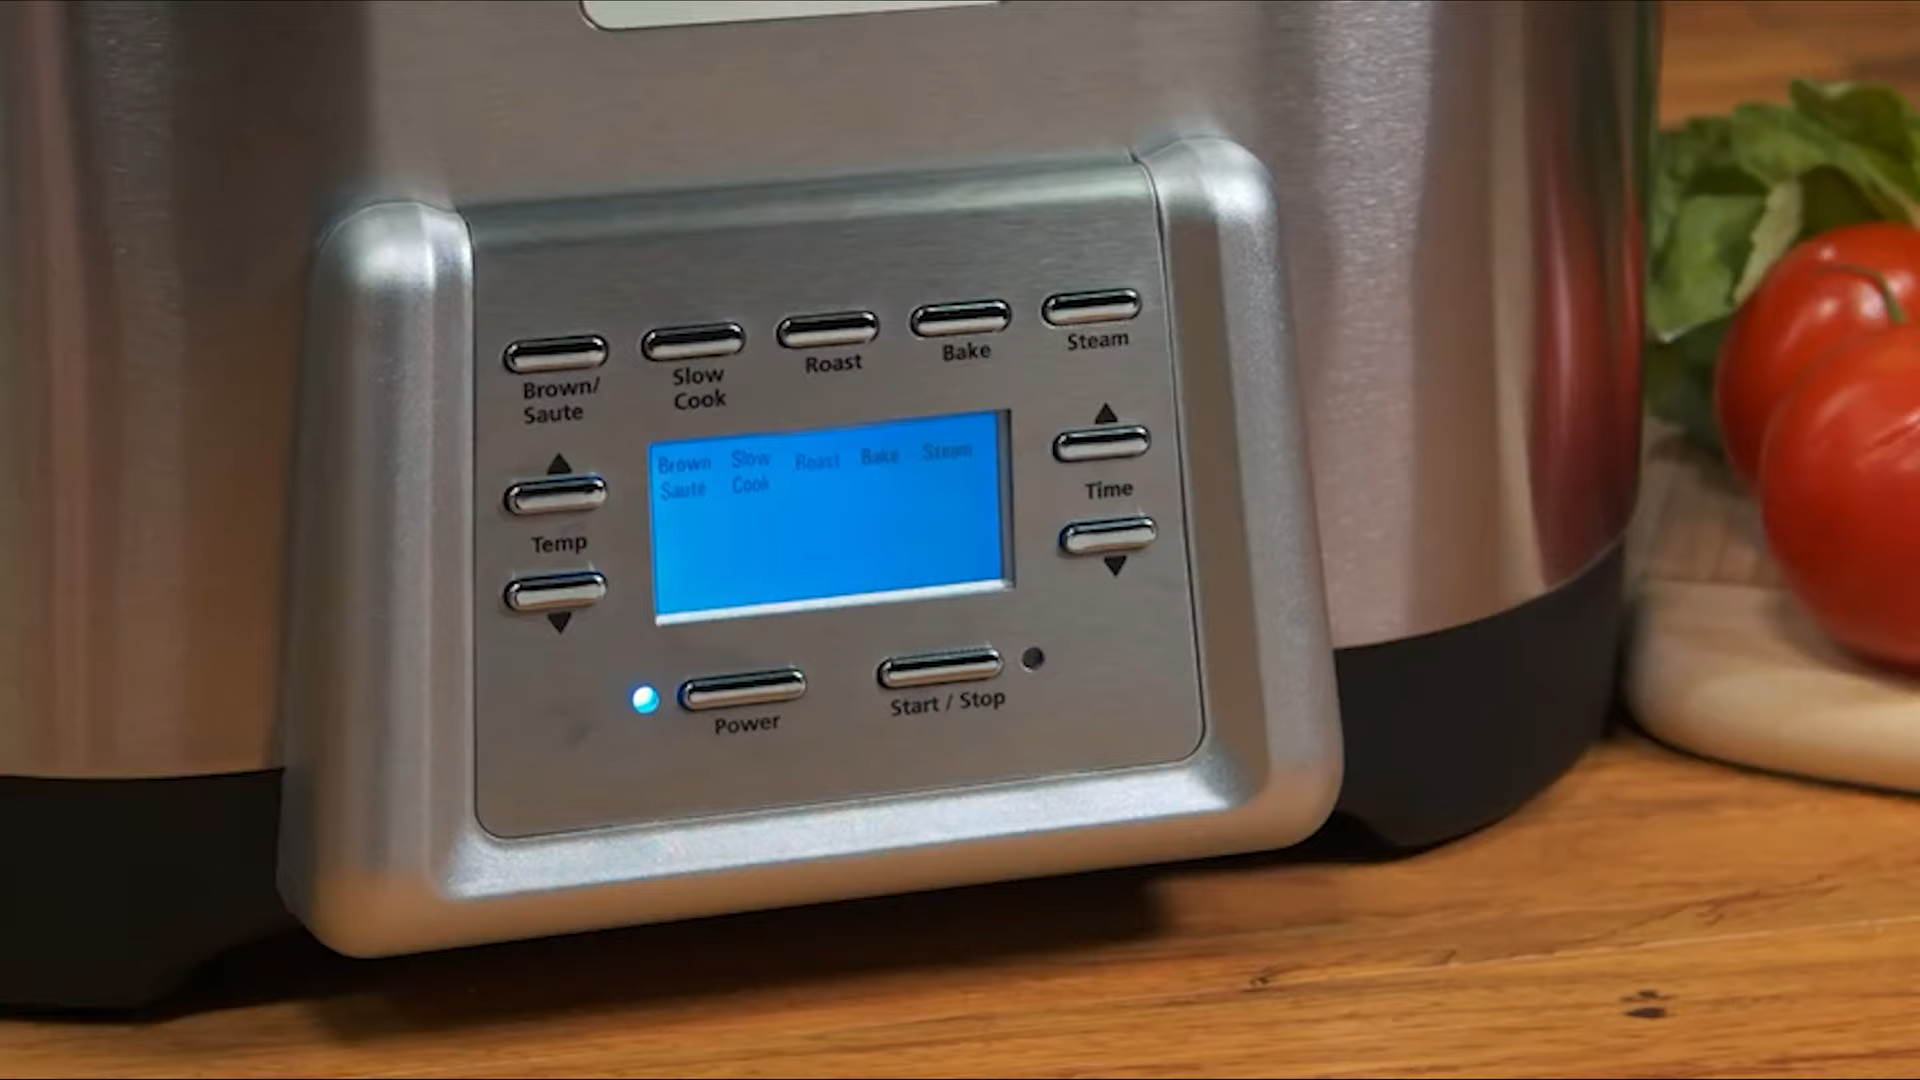 Brown/
Saute
Slow
Cook
Roast
Bake
Steam
Brown Slow Roast Bake Steam
Sauté Cook
Temp
Time
Power
Start / Stop